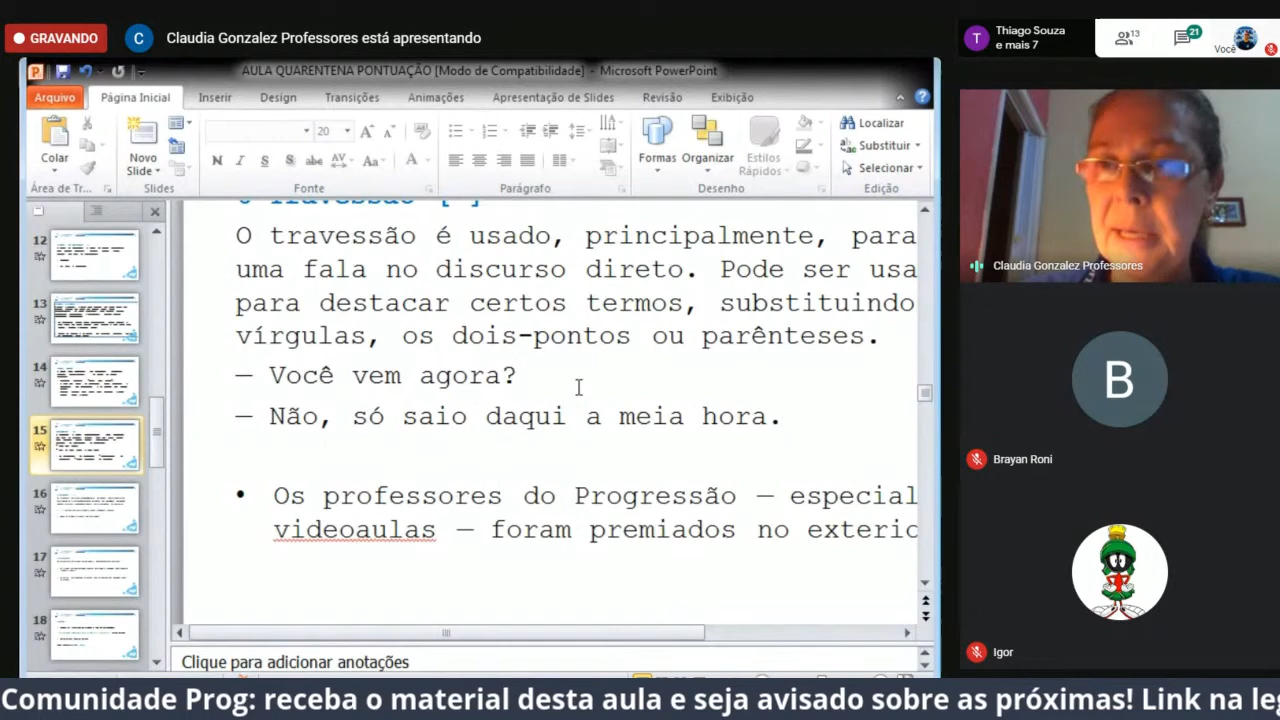 GRAVANDO
C
Claudia Gonzalez Professores está apresentando
T
Thiago Souza
e mais 7
13
21
Você
AULA QUARENTENA PONTUAÇÃO [Modo de Compatibilidade] - Microsoft PowerPoint
Arquivo
Página Inicial
Inserir
Design
Transições
Animações
Apresentação de Slides
Revisão
Exibição
Colar
Novo
Slide
20
Formas
Organizar
Estilos
Rápidos
Localizar
Substituir
Selecionar
Área de Tr...
Slides
Fonte
Parágrafo
Desenho
Edição
12
13
14
15
16
17
18
O travessão é usado, principalmente, para
uma fala no discurso direto. Pode ser usa
para destacar certos termos, substituindo
vírgulas, os dois-pontos ou parênteses.
— Você vem agora?
— Não, só saio daqui a meia hora.
• Os professores do Progressão — especial
videoaulas — foram premiados no exterio
Clique para adicionar anotações
Claudia Gonzalez Professores
B
Brayan Roni
Igor
Comunidade Prog: receba o material desta aula e seja avisado sobre as próximas! Link na leg